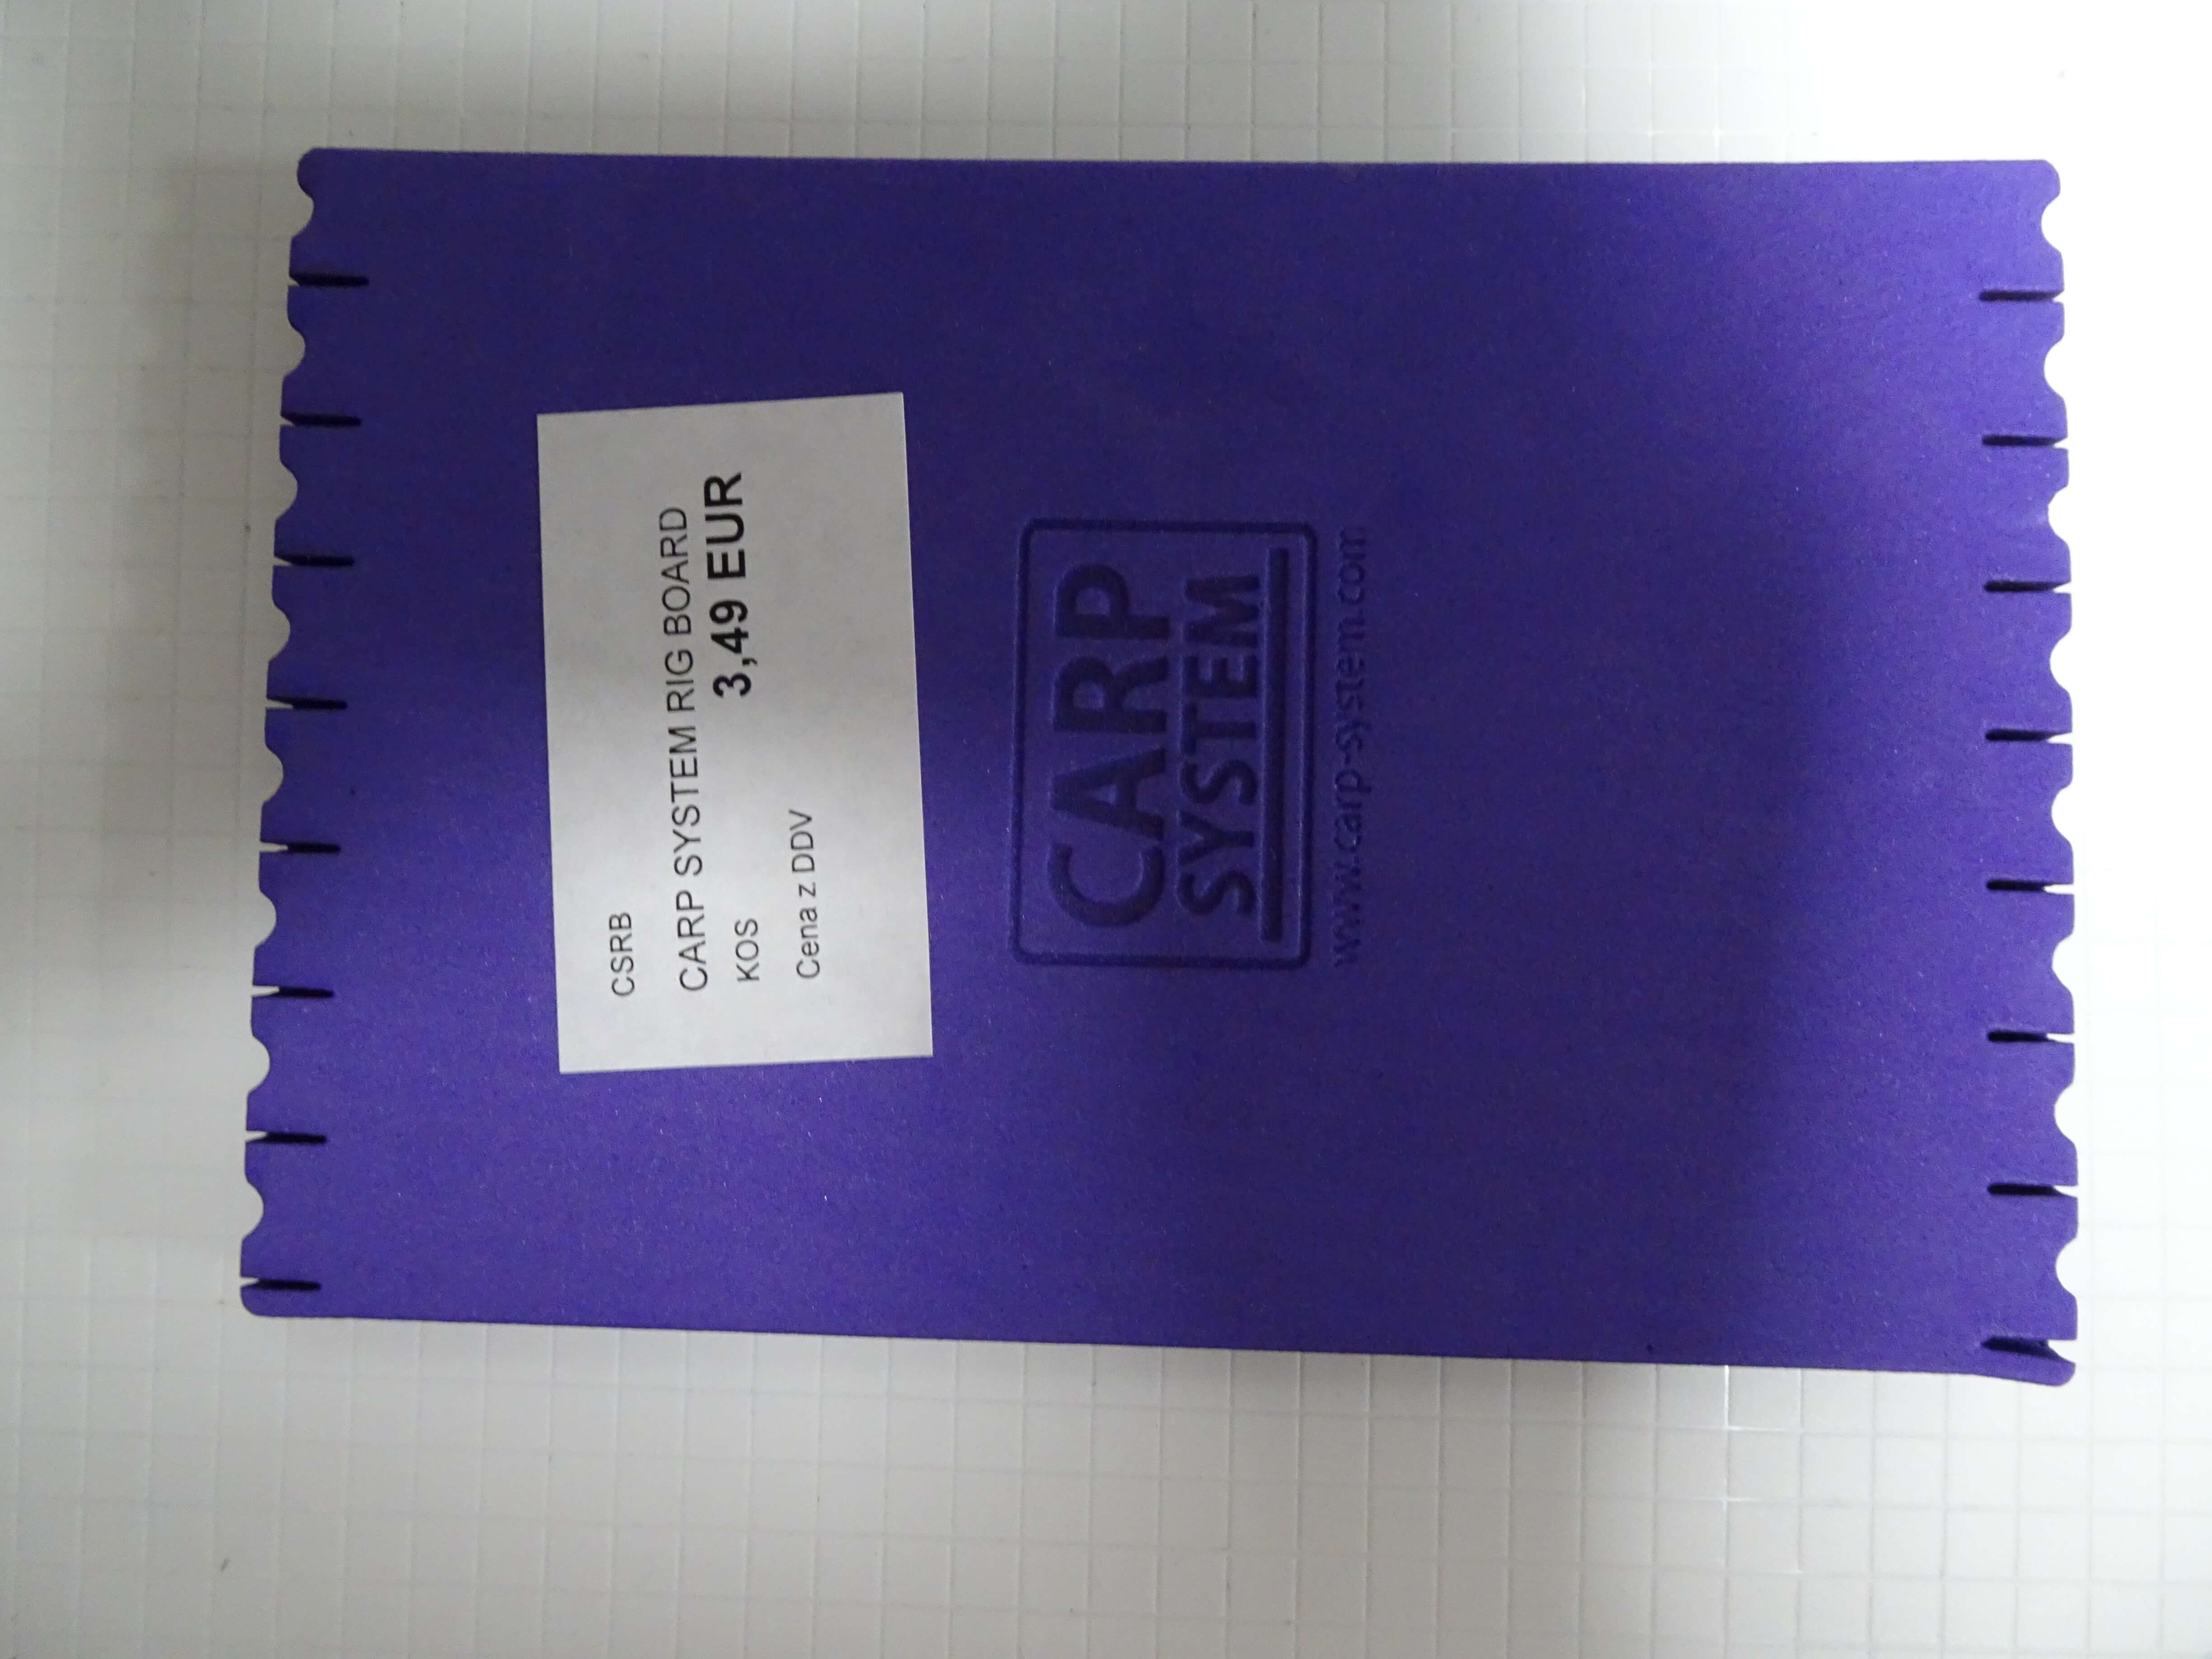 CSRB
CARP SYSTEM RIG BOARD
KOS 3,49 EUR
Cena z DDV
CARP
SYSTEM
www.carp-system.com